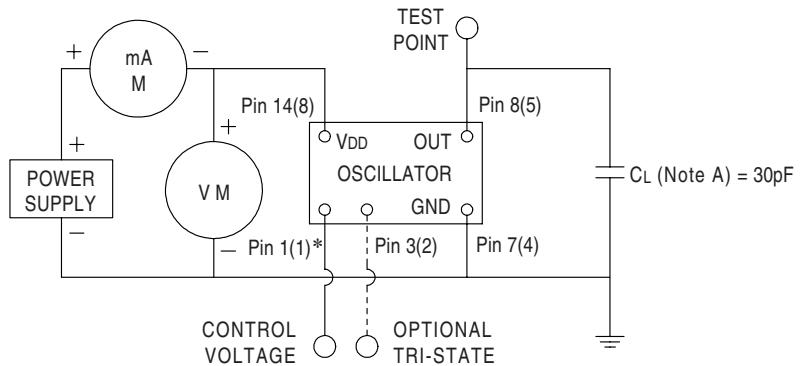 TEST
POINT
+
mA
M
−
Pin 14(8)
Pin 8(5)
+
POWER
SUPPLY
−
+
V M
−
VDD
OUT
OSCILLATOR
GND
CL (Note A) = 30pF
Pin 1(1)*
Pin 3(2)
Pin 7(4)
CONTROL
VOLTAGE
OPTIONAL
TRI-STATE